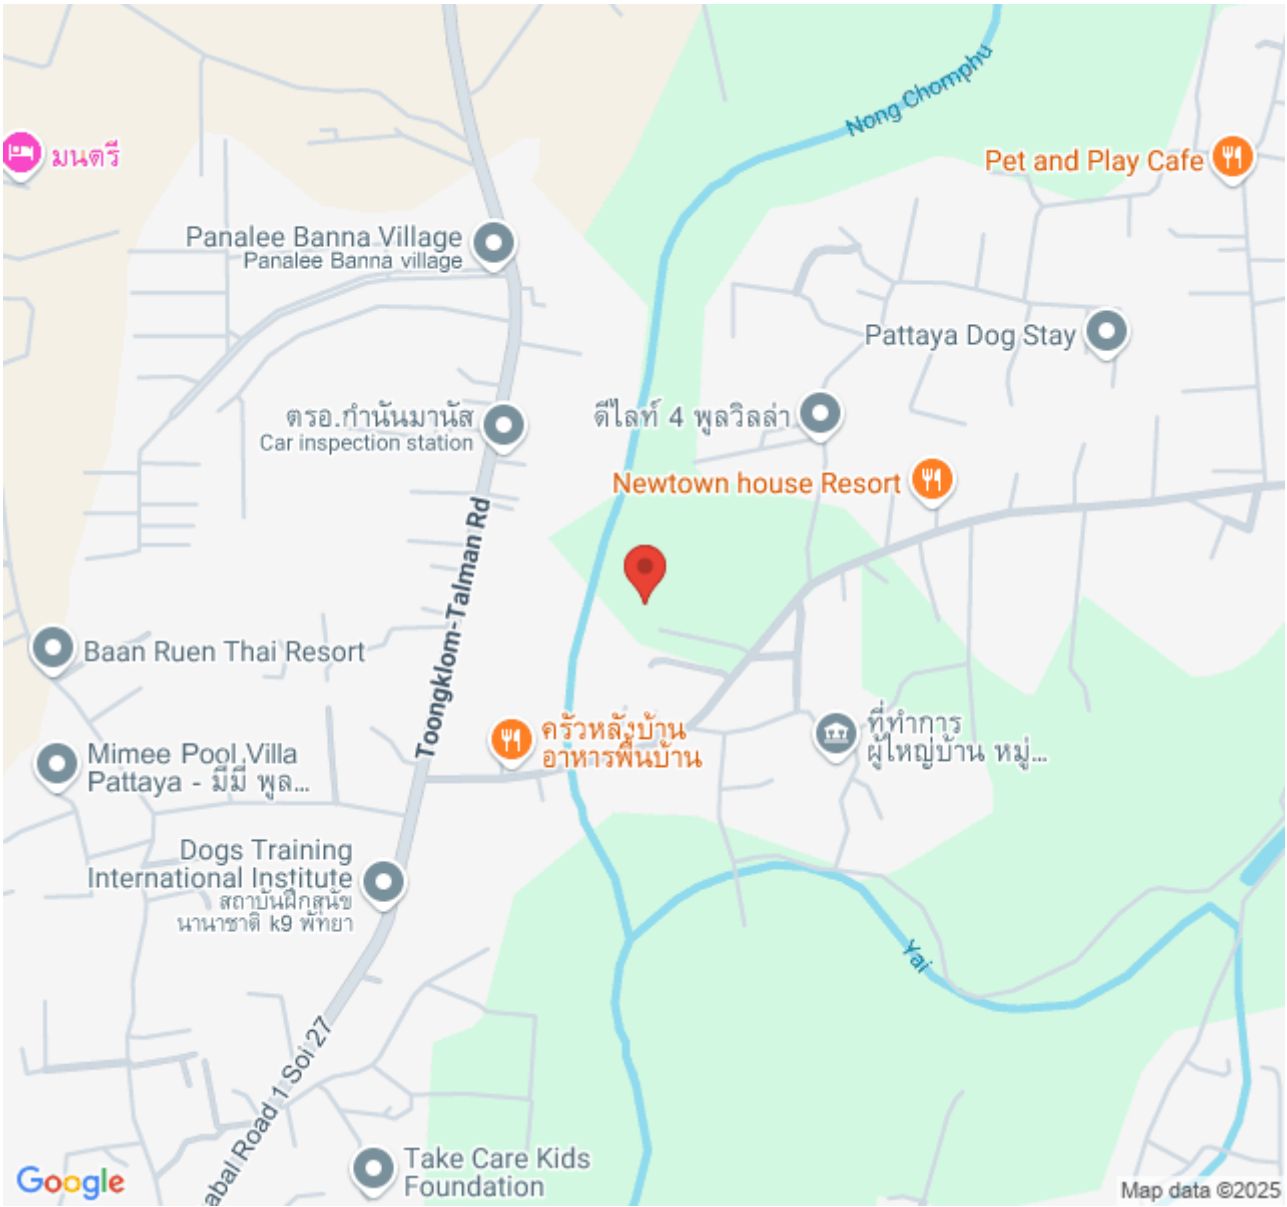 Nong Chomphu
มนตรี
Pet and Play Cafe
Panalee Banna Village
Panalee Banna village
Pattaya Dog Stay
ตรอ.กำนันมานัส
Car inspection station
ดีไลท์ 4 พูลวิลล่า
Newtown house Resort
Toongklom-Talman Rd
Baan Ruen Thai Resort
ครัวหลังบ้าน
อาหารพื้นบ้าน
ที่ทำการ
ผู้ใหญ่บ้าน หมู่...
Mimee Pool Villa
Pattaya - มีมี่ พูล...
Dogs Training
International Institute
สถาบันฝึกสุนัข
นานาชาติ k9 พัทยา
Yai
abal Road 1 Soi 27
Take Care Kids
Foundation
Google
Map data ©2025